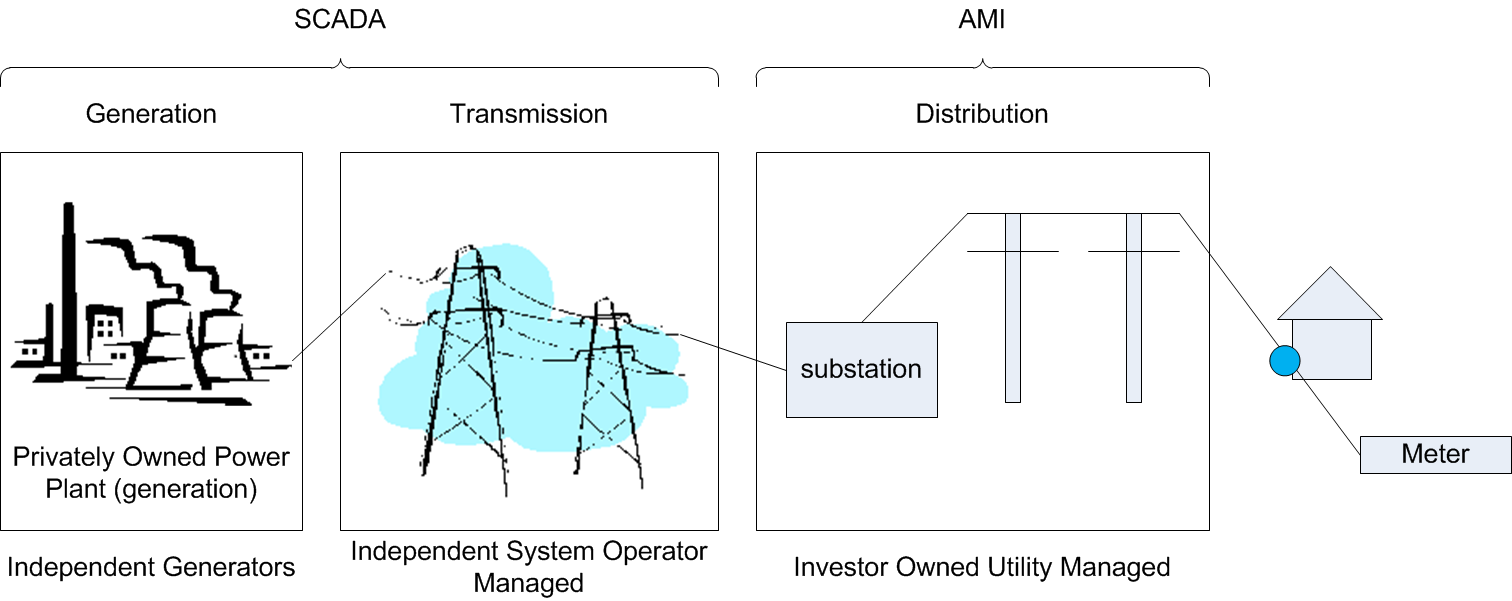 SCADA
AMI
Generation
Transmission
Distribution
substation
Meter
Privately Owned Power
Plant (generation)
Independent Generators
Independent System Operator
Managed
Investor Owned Utility Managed